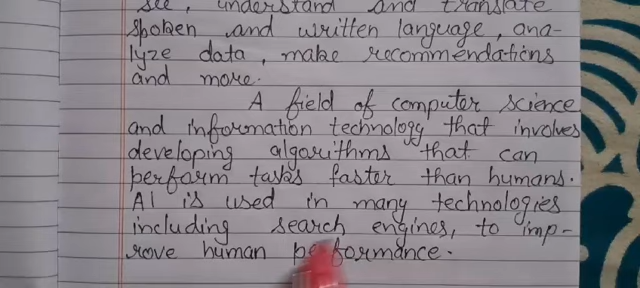 see, understand and translate
spoken and written language, ana-
lyze data, make recommendations
and more.
A field of computer science
and information technology that involves
developing algorithms that can
perform tasks faster than humans.
AI is used in many technologies
including search engines, to imp-
rove human performance.